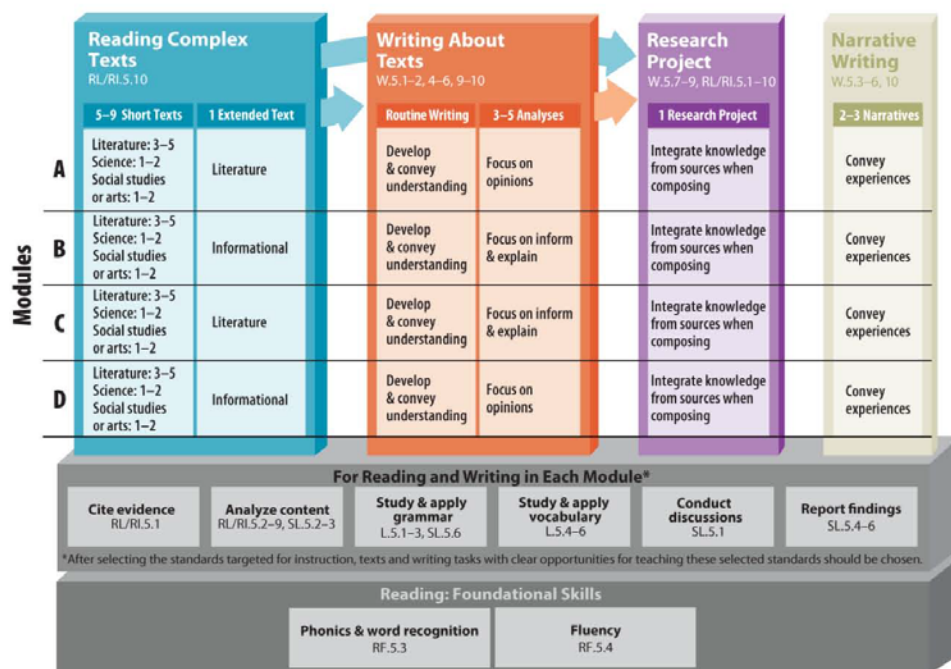 Reading Complex
Texts
RL/RI.5.10
5–9 Short Texts
1 Extended Text
Writing About
Texts
W.5.1–2, 4–6, 9–10
Routine Writing
3–5 Analyses
Research
Project
W.5.7–9, RL/RI.5.1–10
1 Research Project
Narrative
Writing
W.5.3–6, 10
2–3 Narratives
Modules
A
Literature: 3–5
Science: 1–2
Social studies
or arts: 1–2
Literature
Develop
& convey
understanding
Focus on
opinions
Integrate knowledge
from sources when
composing
Convey
experiences
B
Literature: 3–5
Science: 1–2
Social studies
or arts: 1–2
Informational
Develop
& convey
understanding
Focus on inform
& explain
Integrate knowledge
from sources when
composing
Convey
experiences
C
Literature: 3–5
Science: 1–2
Social studies
or arts: 1–2
Literature
Develop
& convey
understanding
Focus on inform
& explain
Integrate knowledge
from sources when
composing
Convey
experiences
D
Literature: 3–5
Science: 1–2
Social studies
or arts: 1–2
Informational
Develop
& convey
understanding
Focus on
opinions
Integrate knowledge
from sources when
composing
Convey
experiences
For Reading and Writing in Each Module*
Cite evidence
RL/RI.5.1
Analyze content
RL/RI.5.2–9, SL.5.2–3
Study & apply
grammar
L.5.1–3, SL.5.6
Study & apply
vocabulary
L.5.4–6
Conduct
discussions
SL.5.1
Report findings
SL.5.4–6
*After selecting the standards targeted for instruction, texts and writing tasks with clear opportunities for teaching these selected standards should be chosen.
Reading: Foundational Skills
Phonics & word recognition
RF.5.3
Fluency
RF.5.4